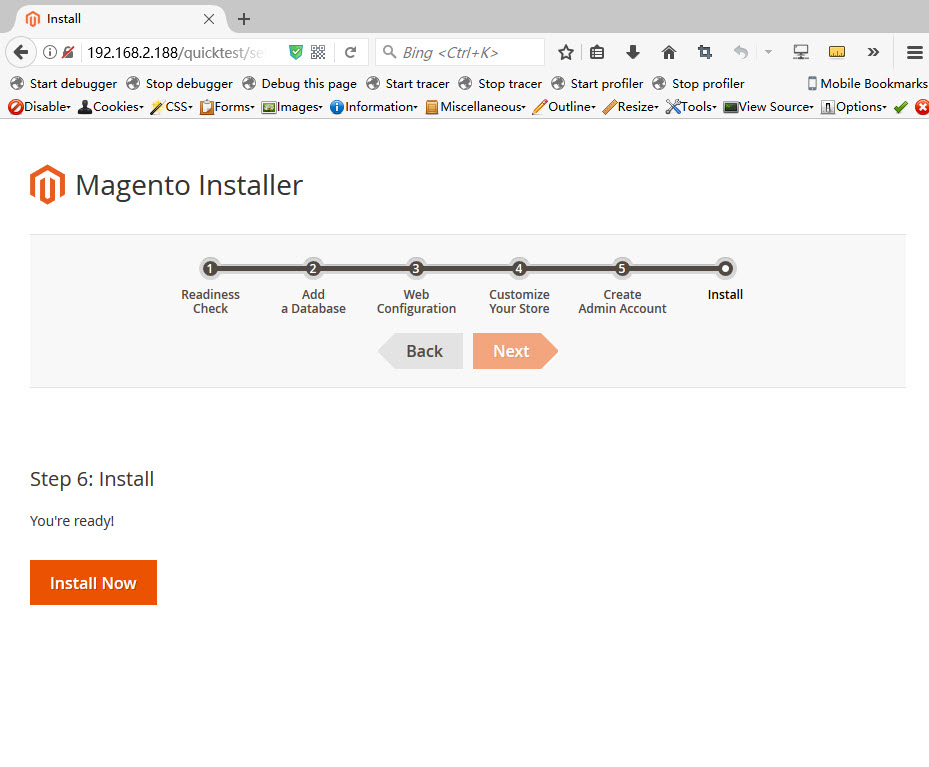 Install
192.168.2.188/quicktest/se
Bing <Ctrl+K>
Start debugger Stop debugger Debug this page Start tracer Stop tracer Start profiler Stop profiler Mobile Bookmarks
Disable Cookies CSS Forms Images Information Miscellaneous Outline Resize Tools View Source Options
Magento Installer
1 2 3 4 5
Readiness Add Web Customize Create Install
Check a Database Configuration Your Store Admin Account
Back Next
Step 6: Install
You're ready!
Install Now